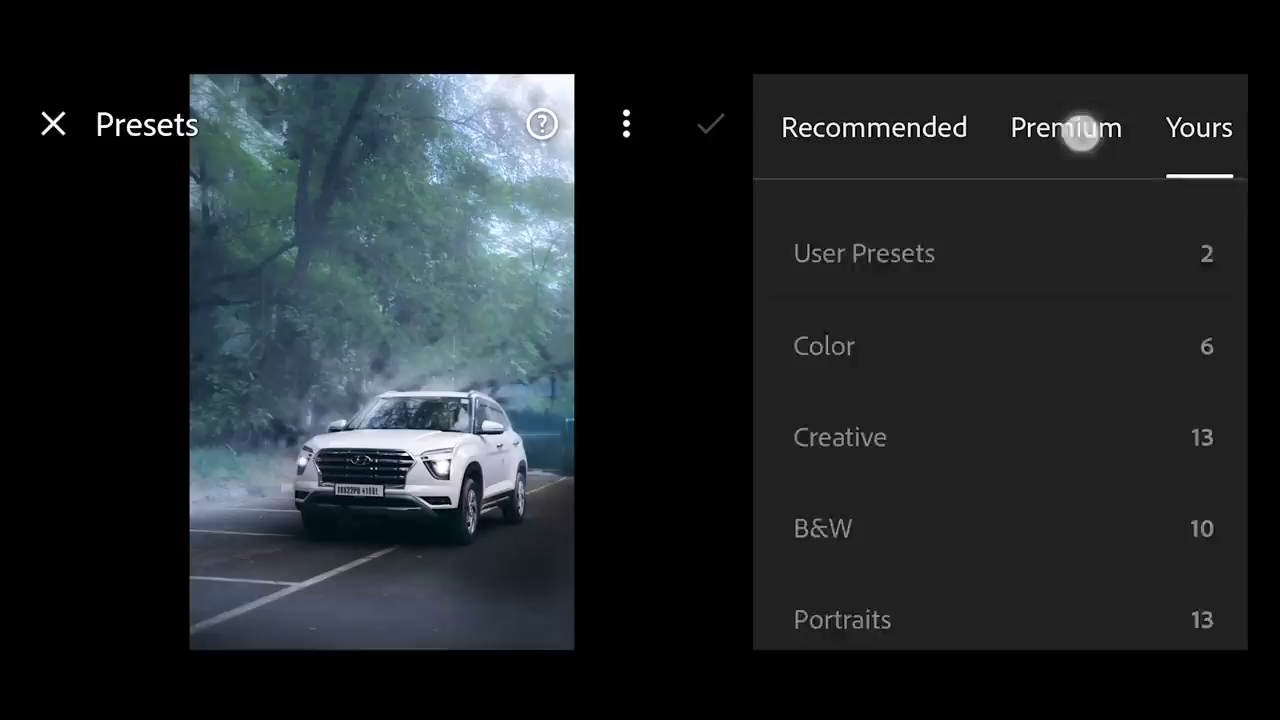 Presets
Recommended Premium Yours
User Presets 2
Color 6
Creative 13
B&W 10
Portraits 13